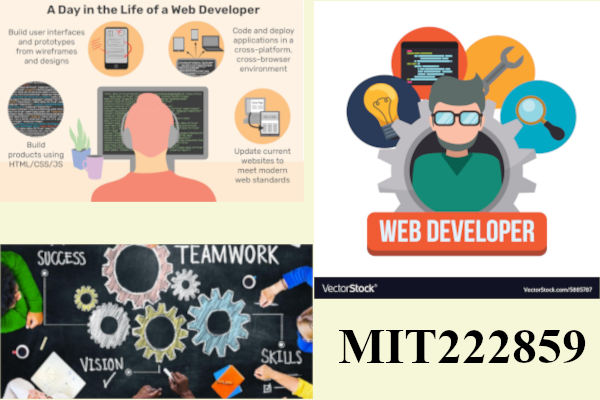 A Day in the Life of a Web Developer
Build user interfaces
and prototypes
from wireframes
and designs
Code and deploy
applications in a
cross-platform,
cross-browser
environment
Build
products using
HTML/CSS/JS
Update current
websites to
meet modern
web standards
WEB DEVELOPER
VectorStock®
VectorStock.com/5885787
SUCCESS
TEAMWORK
VISION
SKILLS
MIT222859